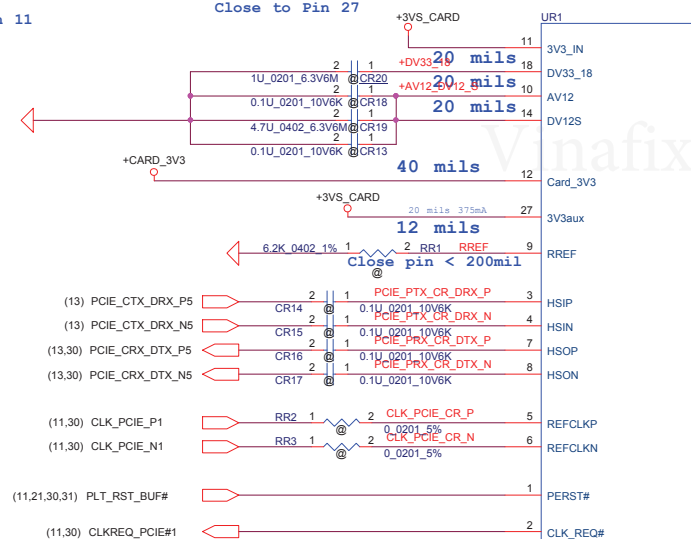 Close to Pin 27
n 11
+3VS_CARD
UR1
11 3V3_IN
20 mils
2 1 +DV33_18 18 DV33_18
1U_0201_6.3V6M @CR20
20 mils
2 1 +AV12_DV12_S 10 AV12
0.1U_0201_10V6K @CR18
20 mils
2 1 14 DV12S
4.7U_0402_6.3V6M@CR19
2 1
0.1U_0201_10V6K @CR13
Vinafix
+CARD_3V3
40 mils
12 Card_3V3
+3VS_CARD
20 mils 375mA 27 3V3aux
12 mils
6.2K_0402_1% 1 2 RR1 RREF 9 RREF
Close pin < 200mil
@
(13) PCIE_CTX_DRX_P5 2 1 PCIE_PTX_CR_DRX_P 3 HSIP
CR14 @ 0.1U_0201_10V6K
(13) PCIE_CTX_DRX_N5 2 1 PCIE_PTX_CR_DRX_N 4 HSIN
CR15 @ 0.1U_0201_10V6K
(13,30) PCIE_CRX_DTX_P5 2 1 PCIE_PRX_CR_DTX_P 7 HSOP
CR16 @ 0.1U_0201_10V6K
(13,30) PCIE_CRX_DTX_N5 2 1 PCIE_PRX_CR_DTX_N 8 HSON
CR17 @ 0.1U_0201_10V6K
(11,30) CLK_PCIE_P1 RR2 1 2 CLK_PCIE_CR_P 5 REFCLKP
@ 0_0201_5%
(11,30) CLK_PCIE_N1 RR3 1 2 CLK_PCIE_CR_N 6 REFCLKN
@ 0_0201_5%
(11,21,30,31) PLT_RST_BUF# 1 PERST#
(11,30) CLKREQ_PCIE#1 2 CLK_REQ#